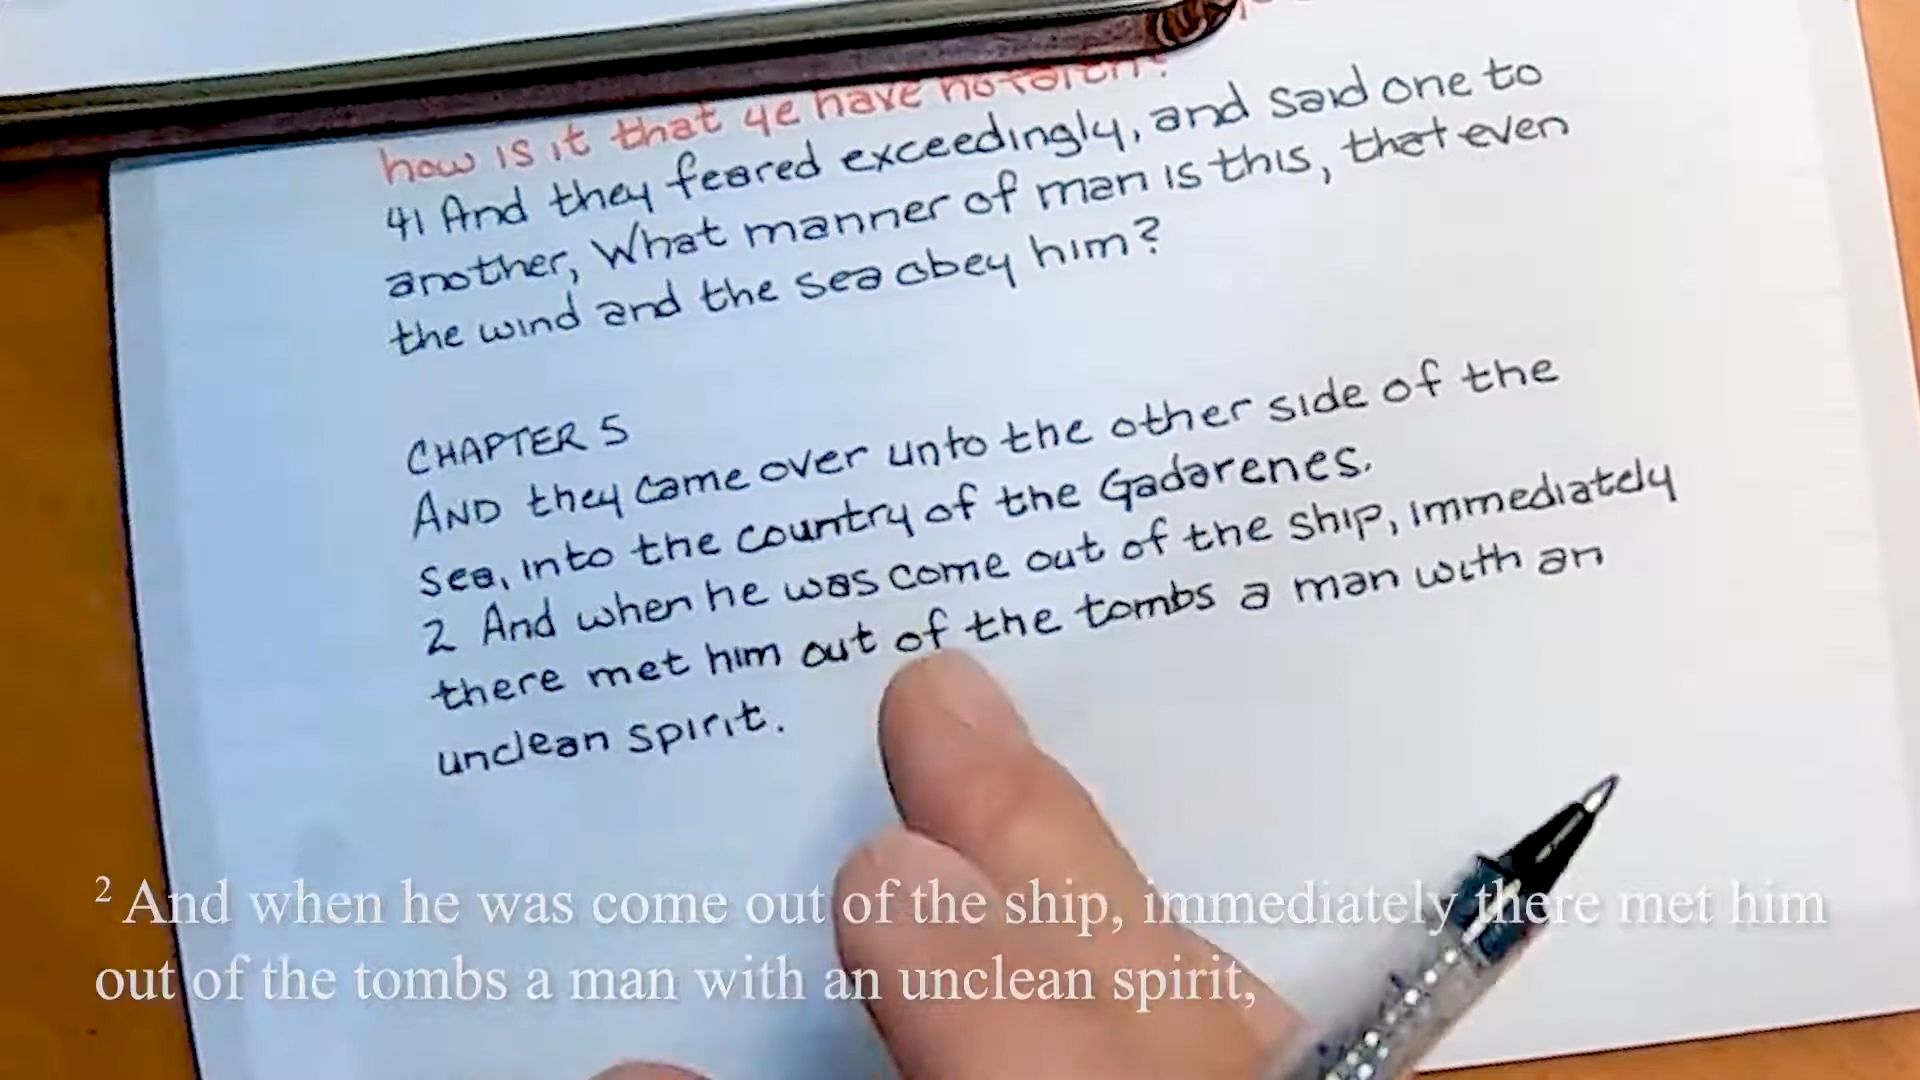 how is it that ye have no faith?
41 And they feared exceedingly, and said one to
another, What manner of man is this, that even
the wind and the sea obey him?
CHAPTER 5
AND they came over unto the other side of the
sea, into the country of the Gadarenes.
2 And when he was come out of the ship, immediately
there met him out of the tombs a man with an
unclean spirit.
2 And when he was come out of the ship, immediately there met him
out of the tombs a man with an unclean spirit,